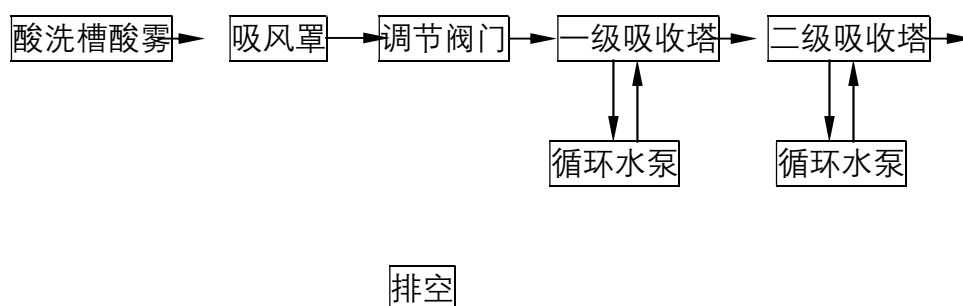 酸洗槽酸雾
吸风罩
调节阀门
一级吸收塔
二级吸收塔
循环水泵
循环水泵
排空